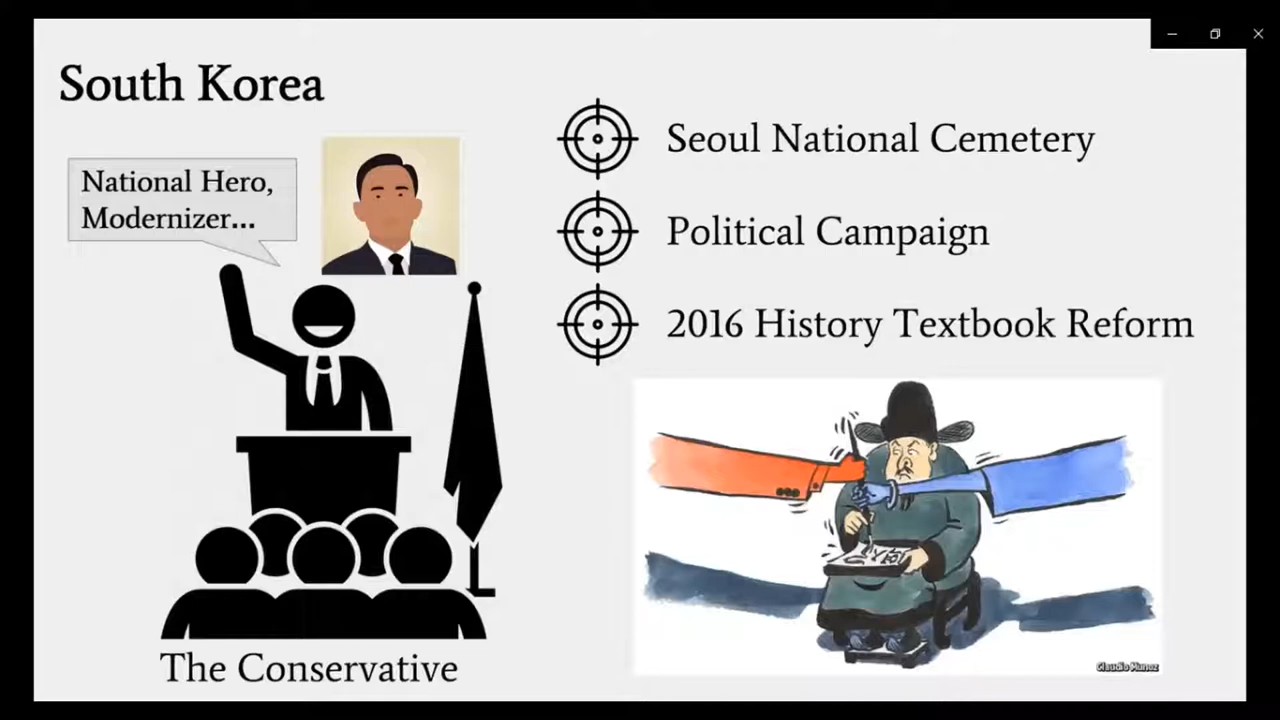 South Korea
National Hero,
Modernizer...
The Conservative
Seoul National Cemetery
Political Campaign
2016 History Textbook Reform
Claudio Munoz